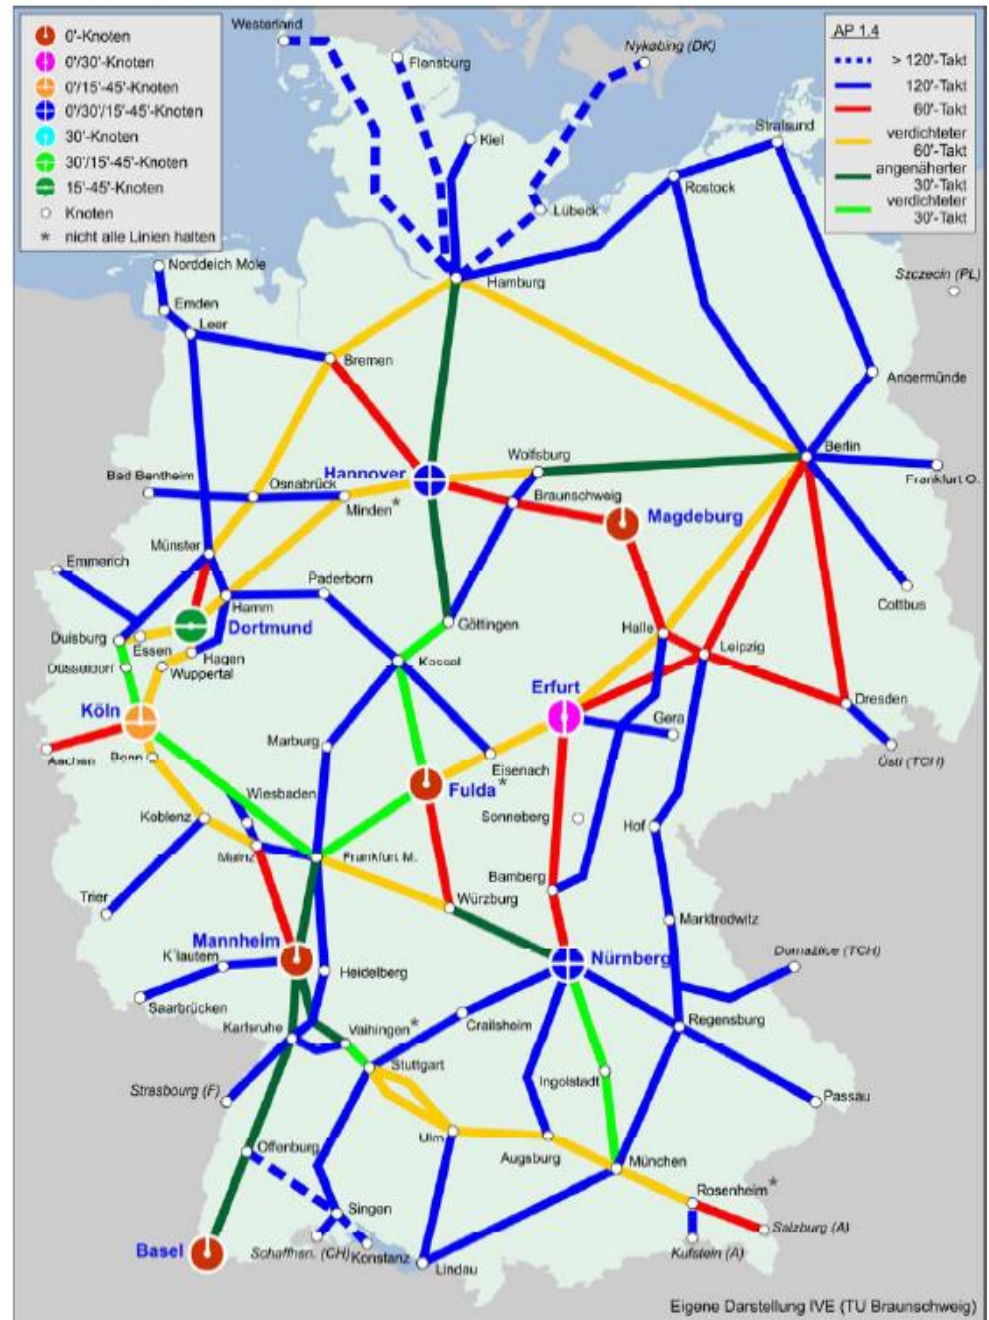 0'-Knoten
0'/30'-Knoten
0'/15'-45'-Knoten
0'/30'/15'-45'-Knoten
30'-Knoten
30'/15'-45'-Knoten
15'-45'-Knoten
Knoten
* nicht alle Linien halten
AP 1.4
> 120'-Takt
120'-Takt
60'-Takt
verdichteter
60'-Takt
angenäherter
30'-Takt
verdichteter
30'-Takt
Westerland
Flensburg
Nykøbing (DK)
Kiel
Stralsund
Rostock
Lübeck
Norddeich Mole
Hamburg
Szczecin (PL)
Emden
Leer
Bremen
Angermünde
Berlin
Wolfsburg
Hannover
Bad Bentheim
Osnabrück
Frankfurt O.
Minden*
Braunschweig
Magdeburg
Münster
Emmerich
Paderborn
Hamm
Cottbus
Dortmund
Göttingen
Duisburg
Essen
Halle
Leipzig
Hagen
Düsseldorf
Wuppertal
Kassel
Erfurt
Köln
Gera
Dresden
Marburg
Aachen
Bonn
Eisenach
Ústí (TCH)
Fulda*
Wiesbaden
Koblenz
Sonneberg
Hof
Mainz
Frankfurt M.
Bamberg
Trier
Würzburg
Marktredwitz
Mannheim
K'lautern
Heidelberg
Nürnberg
Domažlice (TCH)
Saarbrücken
Crailsheim
Regensburg
Karlsruhe
Vaihingen*
Stuttgart
Strasbourg (F)
Ingolstadt
Passau
Ulm
Offenburg
Augsburg
München
Rosenheim*
Singen
Salzburg (A)
Basel
Schaffhsn. (CH)
Konstanz
Lindau
Kufstein (A)
Eigene Darstellung IVE (TU Braunschweig)